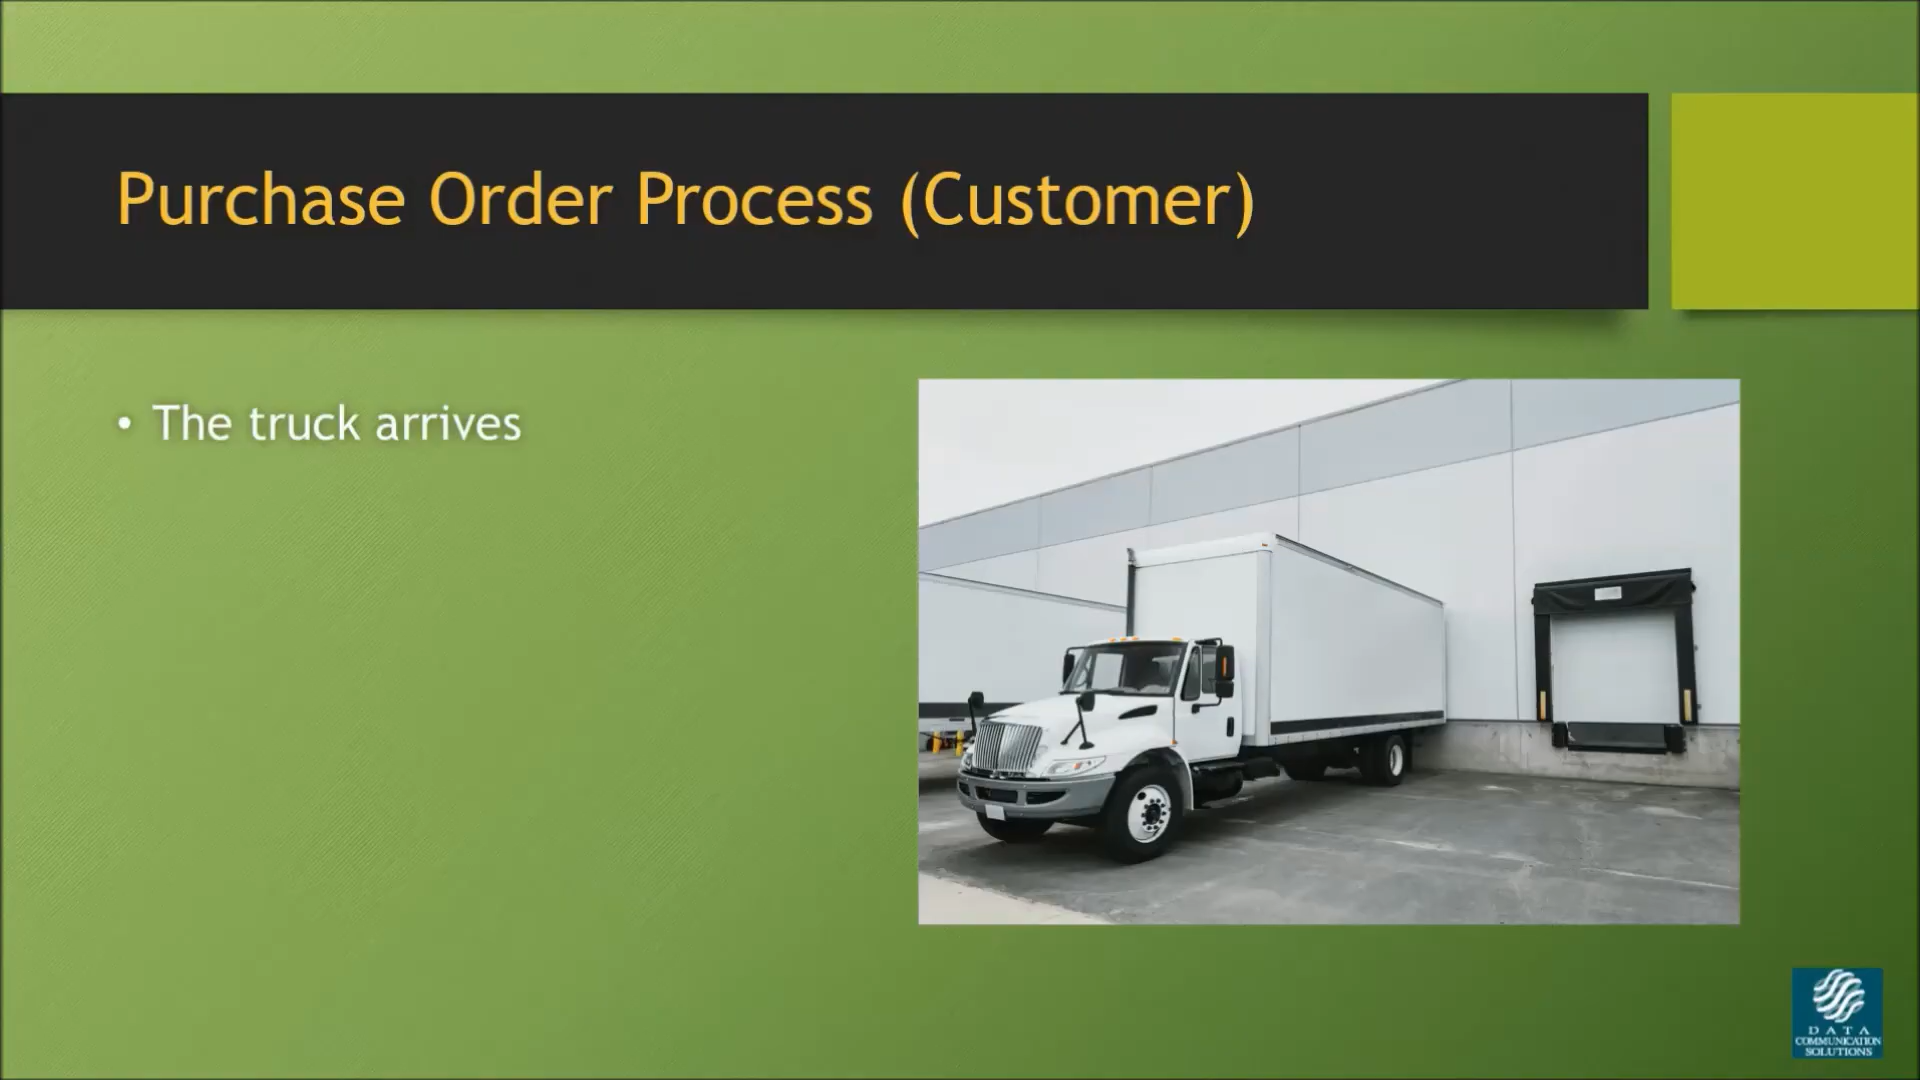 Purchase Order Process (Customer)
• The truck arrives
DATA
COMMUNICATION
SOLUTIONS